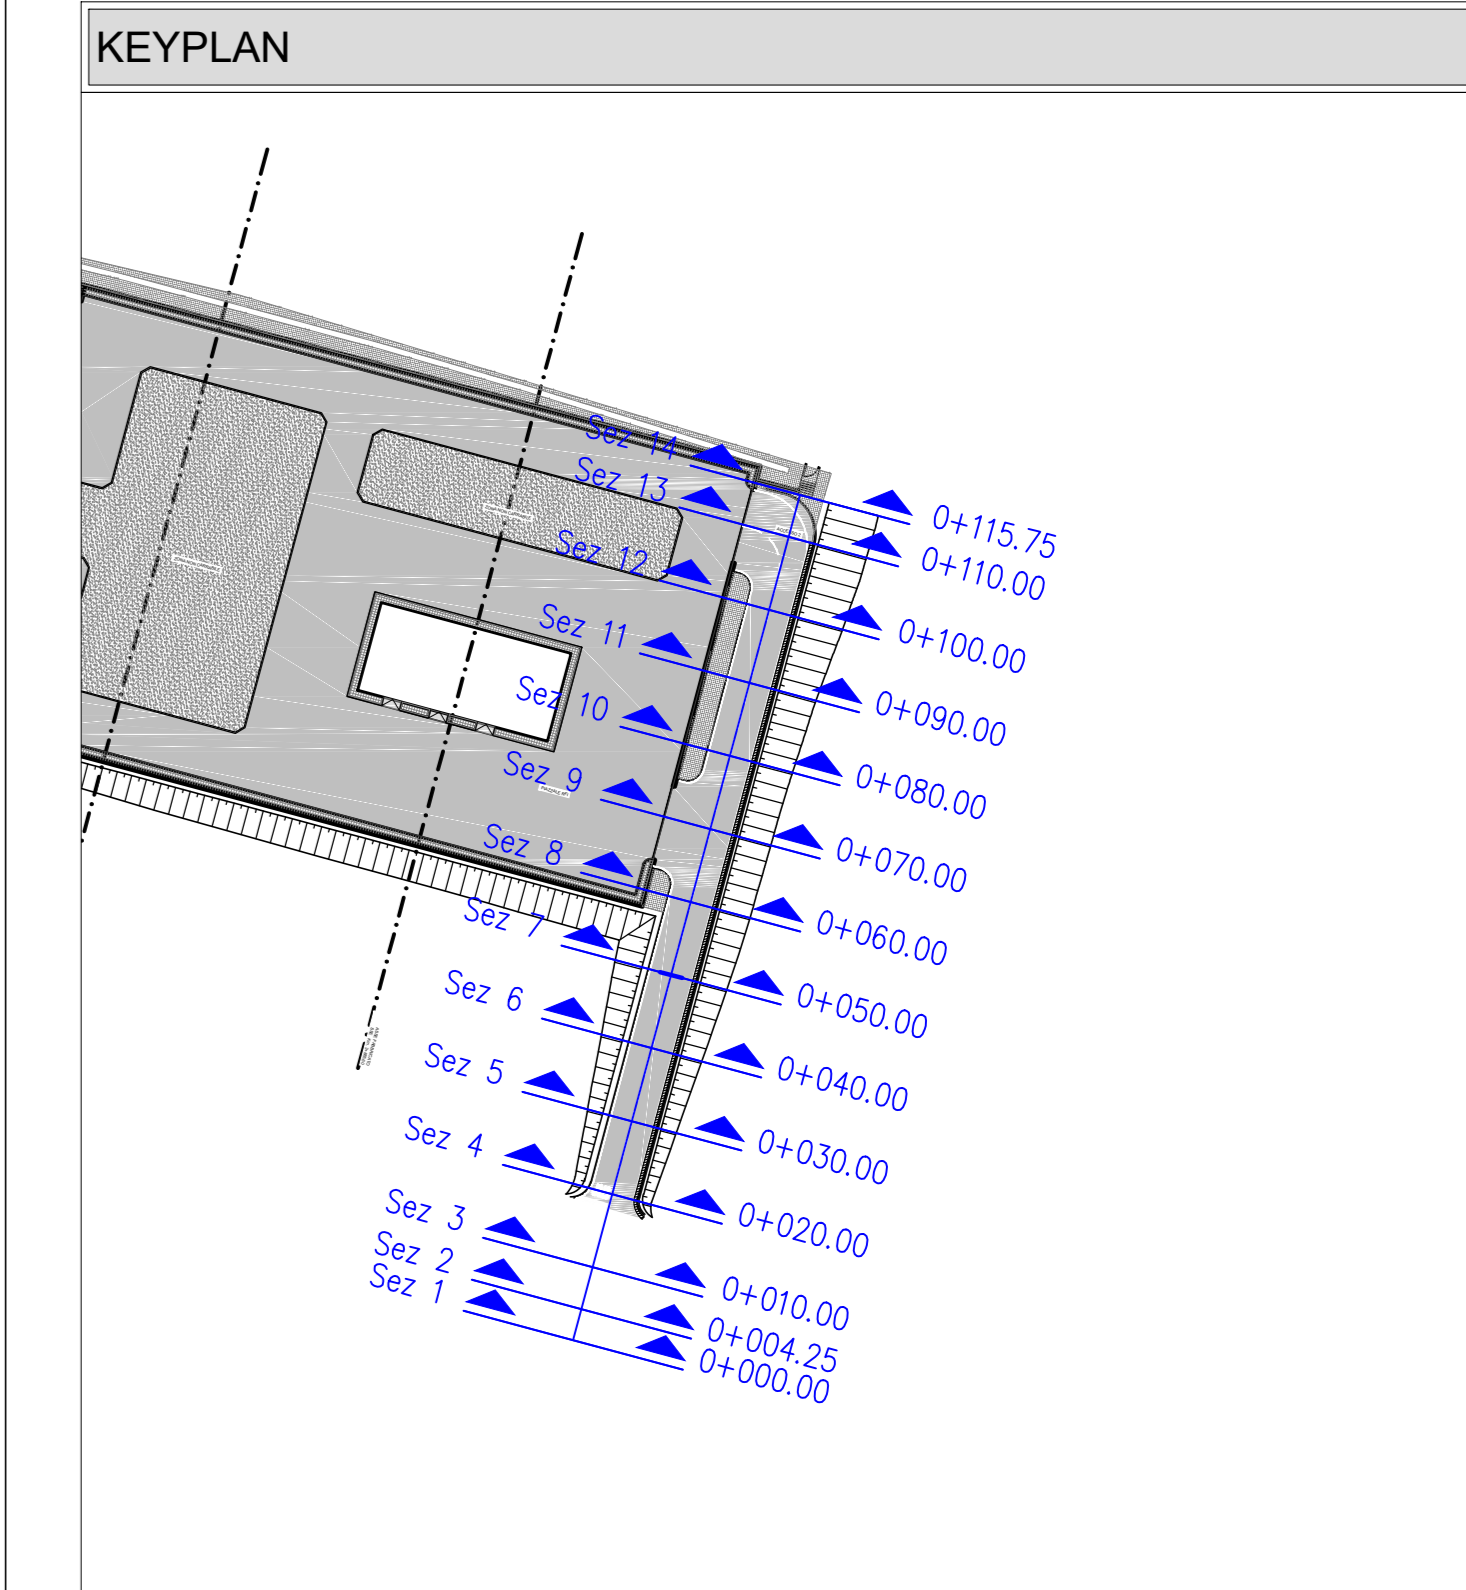 KEYPLAN
Sez 14
0+115.75
Sez 13
0+110.00
Sez 12
0+100.00
Sez 11
0+090.00
Sez 10
0+080.00
Sez 9
0+070.00
Sez 8
0+060.00
Sez 7
0+050.00
Sez 6
0+040.00
Sez 5
0+030.00
Sez 4
0+020.00
Sez 3
0+010.00
Sez 2
0+004.25
Sez 1
0+000.00